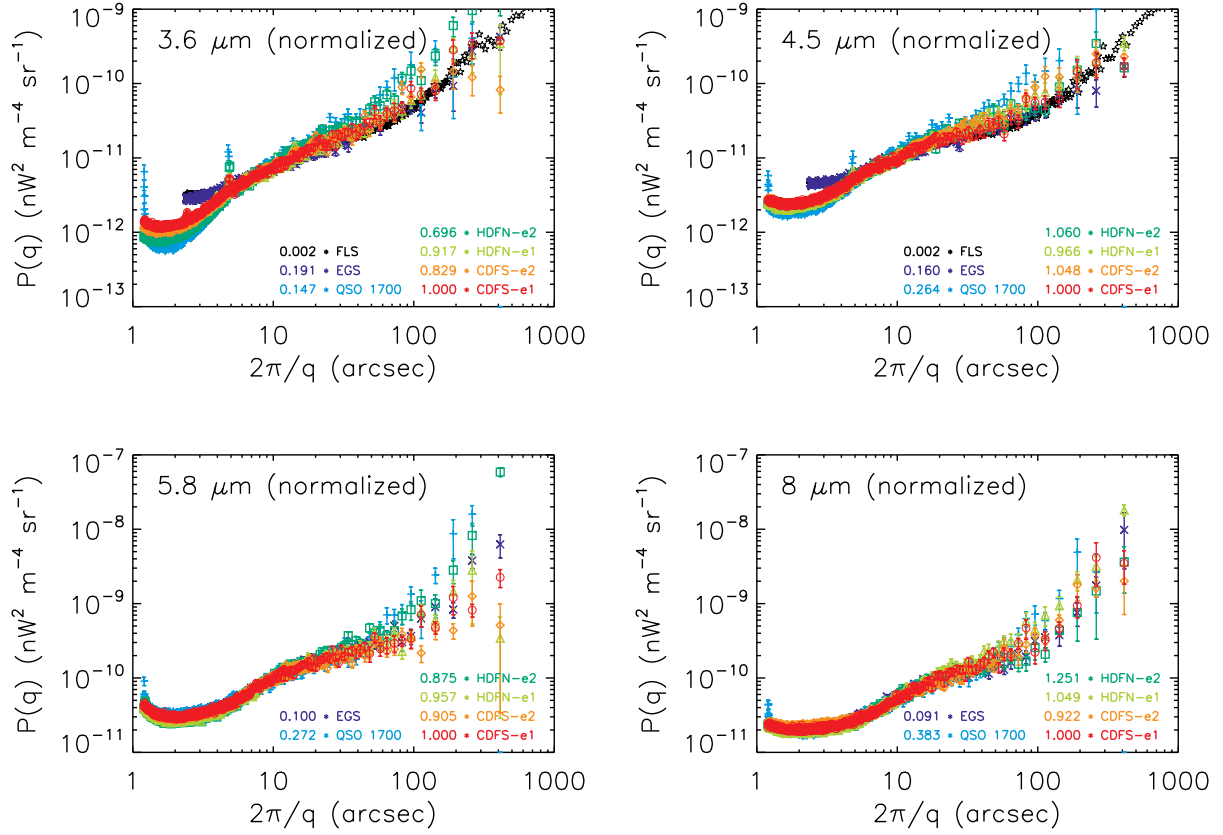 3.6 μm (normalized)
P(q) (nW² m⁻⁴ sr⁻¹)
10⁻⁹
10⁻¹⁰
10⁻¹¹
10⁻¹²
10⁻¹³
0.696 * HDFN-e2
0.002 * FLS 0.917 * HDFN-e1
0.191 * EGS 0.829 * CDFS-e2
0.147 * QSO 1700 1.000 * CDFS-e1
1 10 100 1000
2π/q (arcsec)
4.5 μm (normalized)
P(q) (nW² m⁻⁴ sr⁻¹)
10⁻⁹
10⁻¹⁰
10⁻¹¹
10⁻¹²
10⁻¹³
1.060 * HDFN-e2
0.002 * FLS 0.966 * HDFN-e1
0.160 * EGS 1.048 * CDFS-e2
0.264 * QSO 1700 1.000 * CDFS-e1
1 10 100 1000
2π/q (arcsec)
5.8 μm (normalized)
P(q) (nW² m⁻⁴ sr⁻¹)
10⁻⁷
10⁻⁸
10⁻⁹
10⁻¹⁰
10⁻¹¹
0.875 * HDFN-e2
0.957 * HDFN-e1
0.100 * EGS 0.905 * CDFS-e2
0.272 * QSO 1700 1.000 * CDFS-e1
1 10 100 1000
2π/q (arcsec)
8 μm (normalized)
P(q) (nW² m⁻⁴ sr⁻¹)
10⁻⁷
10⁻⁸
10⁻⁹
10⁻¹⁰
10⁻¹¹
1.251 * HDFN-e2
1.049 * HDFN-e1
0.091 * EGS 0.922 * CDFS-e2
0.383 * QSO 1700 1.000 * CDFS-e1
1 10 100 1000
2π/q (arcsec)